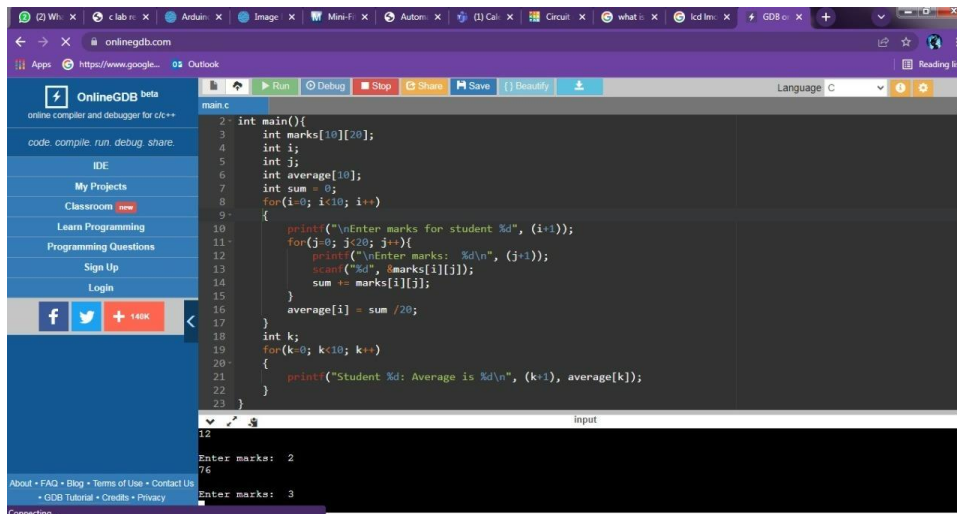 (2) Wh
c lab re
Ardui
Image
Mini-Fi
Autom
(1) Calc
Circuit
what is
lcd Im
GDB o
onlinegdb.com
Apps
https://www.google...
Outlook
Reading li
OnlineGDB beta
online compiler and debugger for c/c++
code. compile. run. debug. share.
IDE
My Projects
Classroom new
Learn Programming
Programming Questions
Sign Up
Login
140K
About • FAQ • Blog • Terms of Use • Contact Us
• GDB Tutorial • Credits • Privacy
Connecting
Run Debug Stop Share Save {} Beautify
Language C
main.c
2 int main(){
3 int marks[10][20];
4 int i;
5 int j;
6 int average[10];
7 int sum = 0;
8 for(i=0; i<10; i++)
9 {
10 printf("\nEnter marks for student %d", (i+1));
11 for(j=0; j<20; j++){
12 printf("\nEnter marks:  %d\n", (j+1));
13 scanf("%d", &marks[i][j]);
14 sum += marks[i][j];
15 }
16 average[i] = sum /20;
17 }
18 int k;
19 for(k=0; k<10; k++)
20 {
21 printf("Student %d: Average is %d\n", (k+1), average[k]);
22 }
23 }
input
12
Enter marks:  2
76
Enter marks:  3